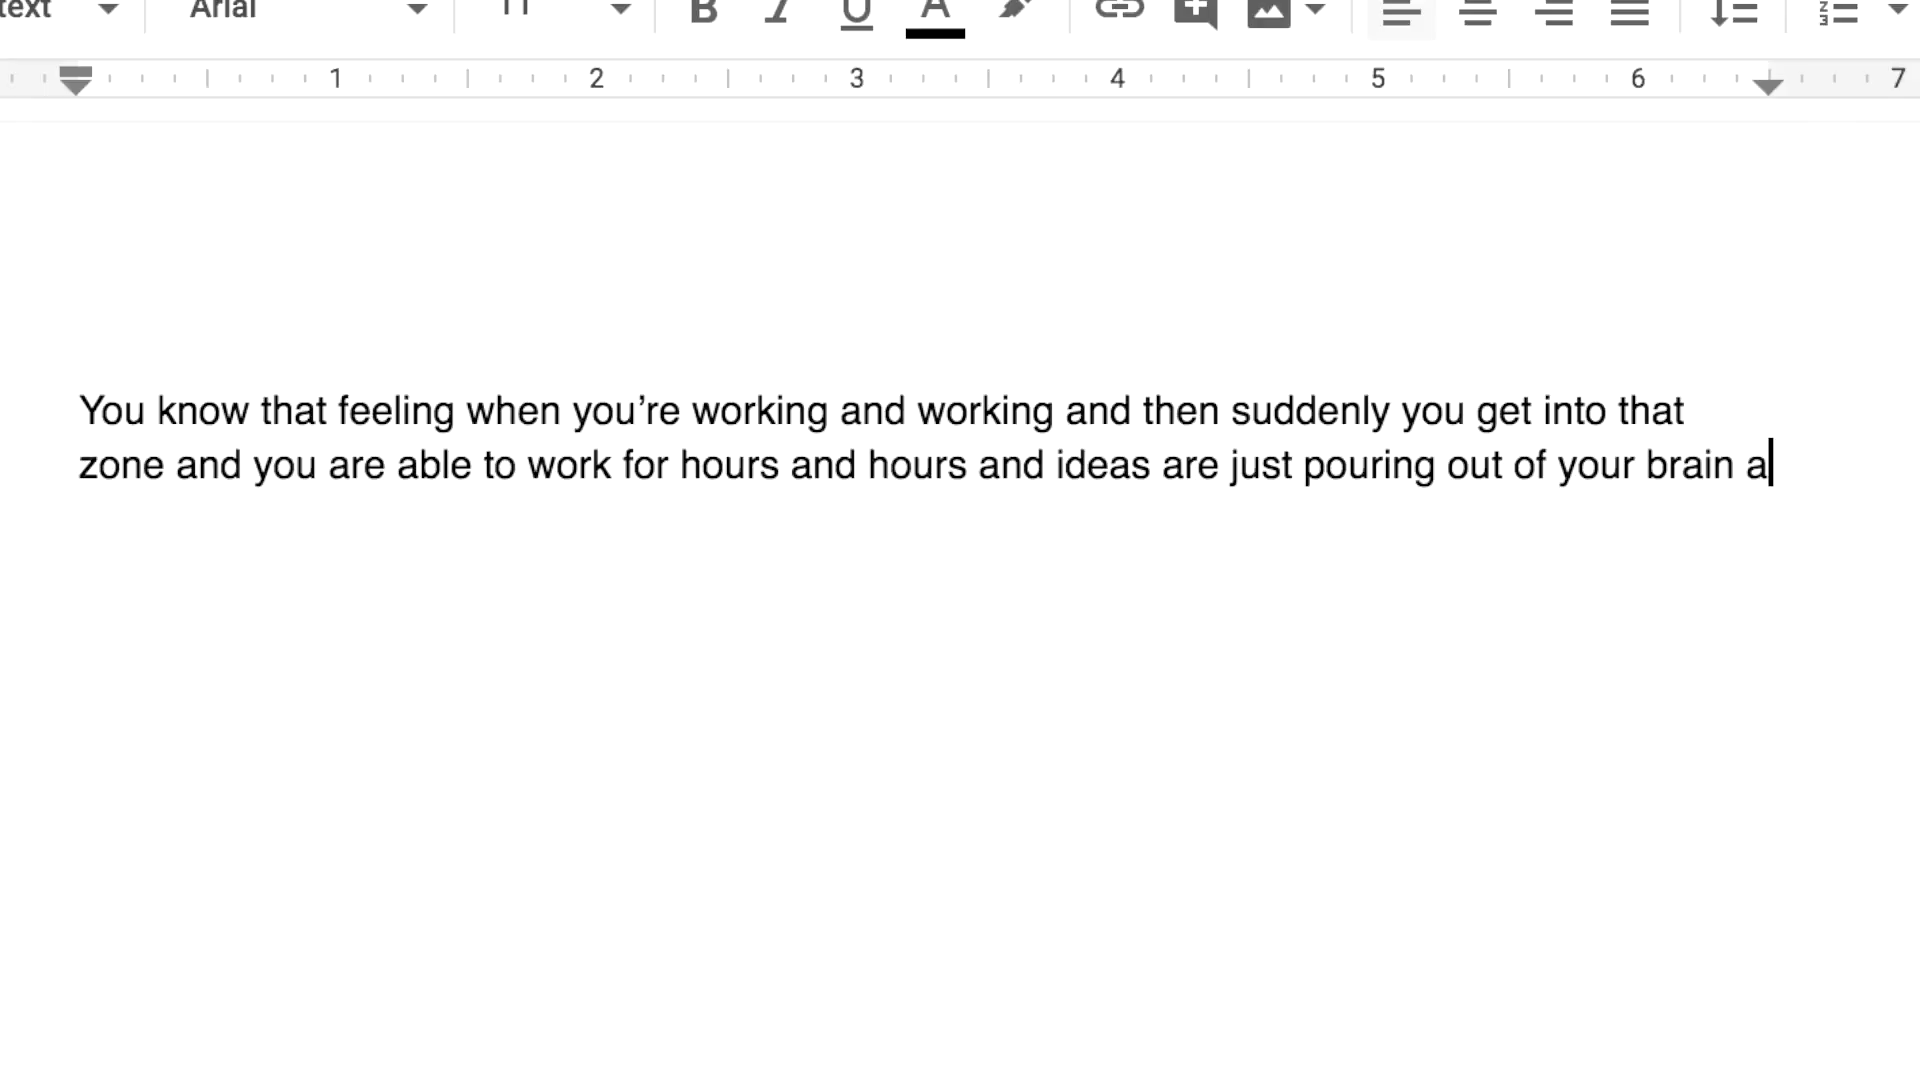 text Arial 11 B I U A
1 2 3 4 5 6 7
You know that feeling when you’re working and working and then suddenly you get into that
zone and you are able to work for hours and hours and ideas are just pouring out of your brain a